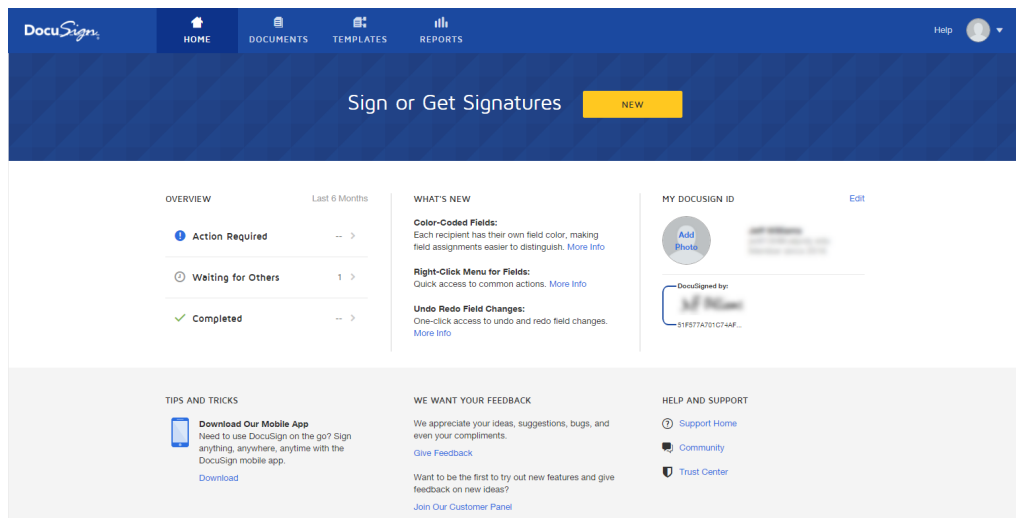 DocuSign
HOME
DOCUMENTS
TEMPLATES
REPORTS
Help
Sign or Get Signatures
NEW
OVERVIEW
Last 6 Months
Action Required
-- >
Waiting for Others
1 >
Completed
-- >
WHAT'S NEW
Color-Coded Fields:
Each recipient has their own field color, making
field assignments easier to distinguish. More Info
Right-Click Menu for Fields:
Quick access to common actions. More Info
Undo Redo Field Changes:
One-click access to undo and redo field changes.
More Info
MY DOCUSIGN ID
Edit
Add
Photo
DocuSigned by:
51F577A701C74AF...
TIPS AND TRICKS
Download Our Mobile App
Need to use DocuSign on the go? Sign
anything, anywhere, anytime with the
DocuSign mobile app.
Download
WE WANT YOUR FEEDBACK
We appreciate your ideas, suggestions, bugs, and
even your compliments.
Give Feedback
Want to be the first to try out new features and give
feedback on new ideas?
Join Our Customer Panel
HELP AND SUPPORT
Support Home
Community
Trust Center